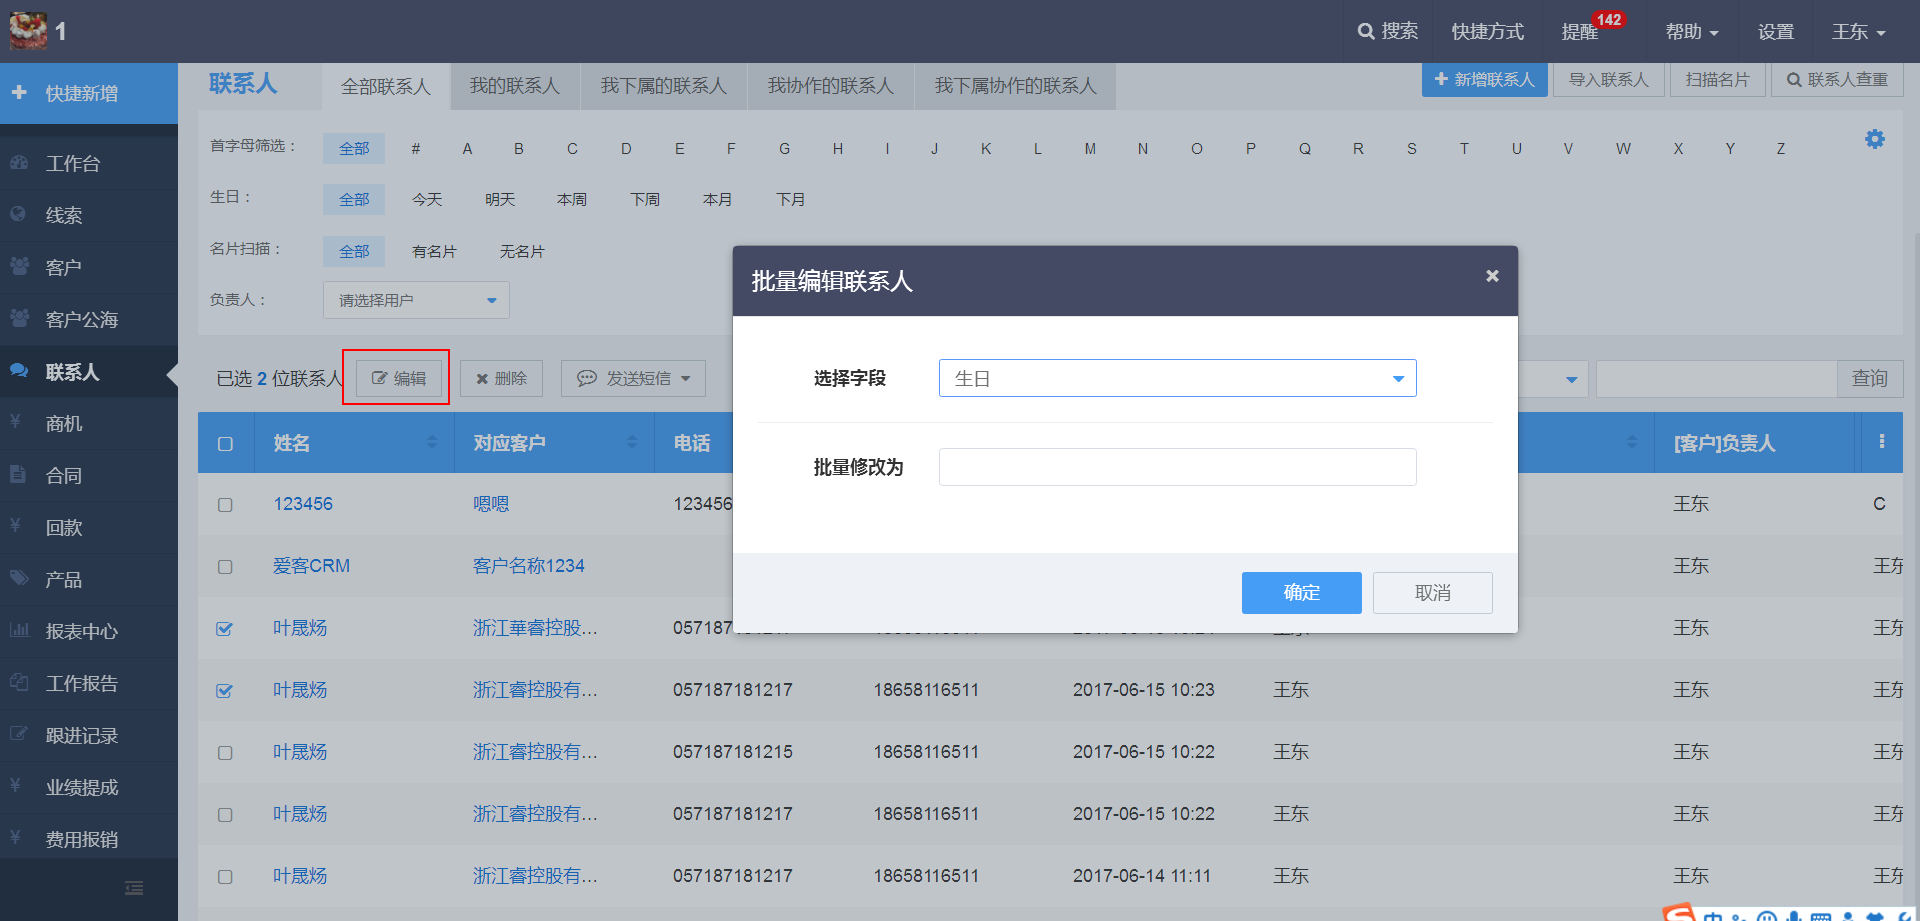 1
搜索 快捷方式 提醒 142 帮助 设置 王东
快捷新增
工作台
线索
客户
客户公海
联系人
商机
合同
回款
产品
报表中心
工作报告
跟进记录
业绩提成
费用报销
联系人 全部联系人 我的联系人 我下属的联系人 我协作的联系人 我下属协作的联系人 新增联系人 导入联系人 扫描名片 联系人查重
首字母筛选： 全部 # A B C D E F G H I J K L M N O P Q R S T U V W X Y Z
生日： 全部 今天 明天 本周 下周 本月 下月
名片扫描： 全部 有名片 无名片
负责人： 请选择用户
已选 2 位联系人 编辑 删除 发送短信 查询
姓名 对应客户 电话 [客户]负责人
123456 嗯嗯 123456 王东 C
爱客CRM 客户名称1234 王东 王东
叶晟炀 浙江華睿控股... 王东 王东
叶晟炀 浙江睿控股有... 057187181217 18658116511 2017-06-15 10:23 王东 王东 王东
叶晟炀 浙江睿控股有... 057187181215 18658116511 2017-06-15 10:22 王东 王东 王东
叶晟炀 浙江睿控股有... 057187181217 18658116511 2017-06-15 10:22 王东 王东 王东
叶晟炀 浙江睿控股有... 057187181217 18658116511 2017-06-14 11:11 王东 王东 王东
批量编辑联系人 ×
选择字段 生日
批量修改为
确定 取消